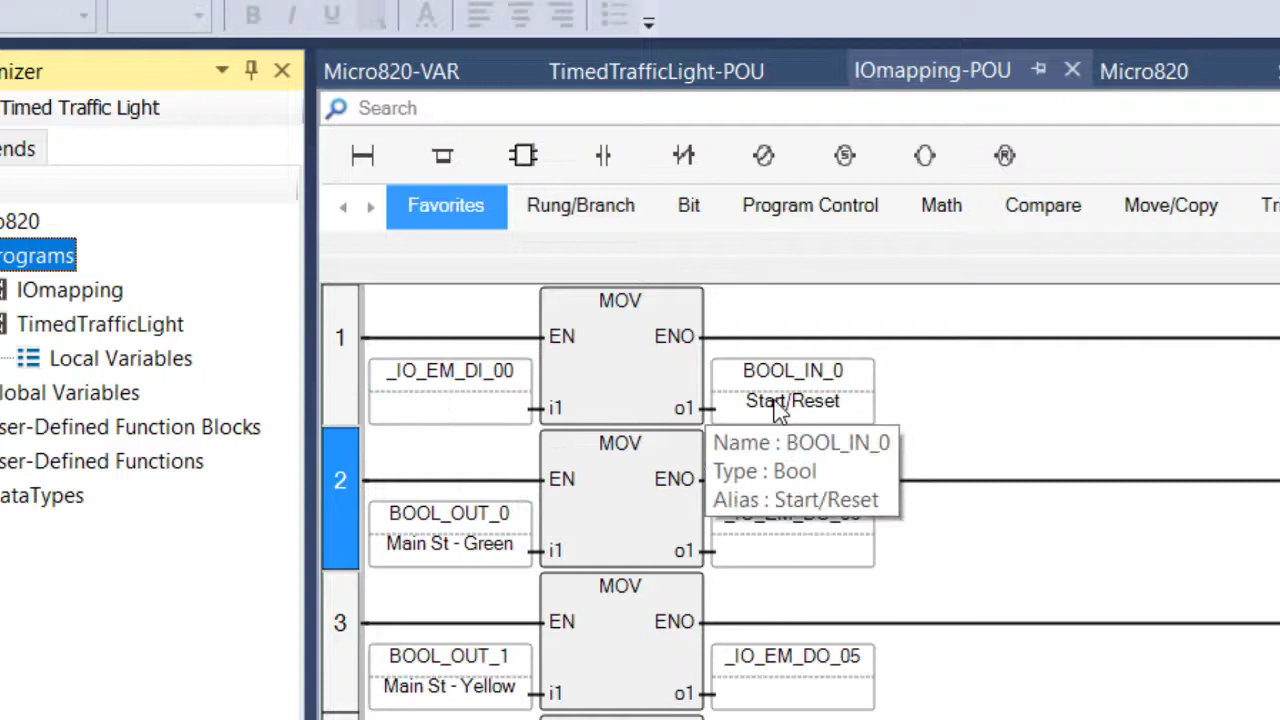 B I U A
nizer
Micro820-VAR
TimedTrafficLight-POU
IOmapping-POU
Micro820
Timed Traffic Light
Search
ends
Favorites
Rung/Branch
Bit
Program Control
Math
Compare
Move/Copy
Tri
o820
rograms
IOmapping
TimedTrafficLight
Local Variables
lobal Variables
ser-Defined Function Blocks
ser-Defined Functions
ataTypes
1
MOV
EN
ENO
_IO_EM_DI_00
i1
o1
BOOL_IN_0
Start/Reset
Name : BOOL_IN_0
Type : Bool
Alias : Start/Reset
2
MOV
EN
ENO
BOOL_OUT_0
Main St - Green
i1
o1
3
MOV
EN
ENO
BOOL_OUT_1
Main St - Yellow
i1
o1
_IO_EM_DO_05